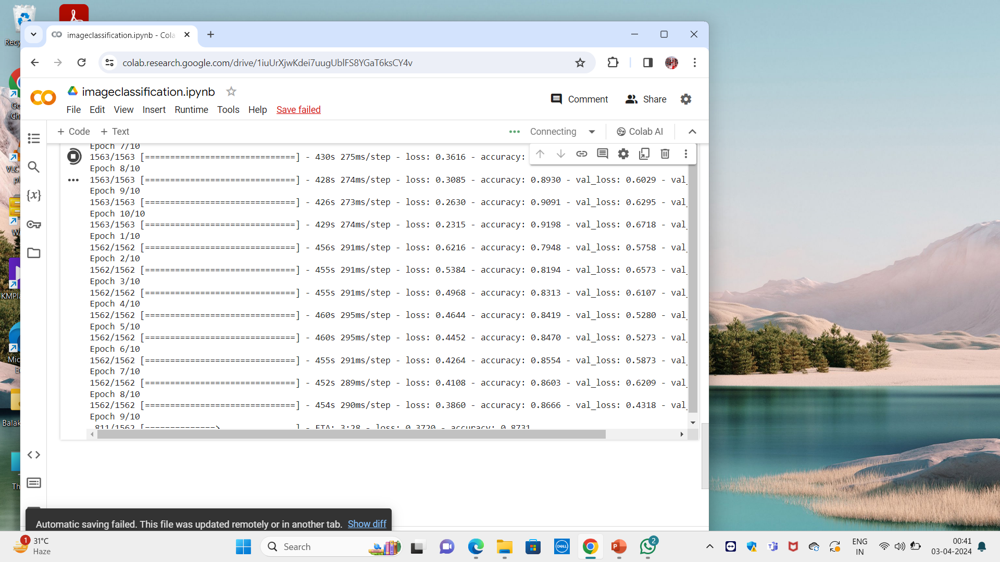 Recy
imageclassification.ipynb - Cola
colab.research.google.com/drive/1iuUrXjwKdei7uugUblFS8YGaT6ksCY4v
imageclassification.ipynb
Comment
Share
File Edit View Insert Runtime Tools Help Save failed
+ Code + Text
Connecting
Colab AI
Epoch 7/10
1563/1563 [==============================] - 430s 275ms/step - loss: 0.3616 - accuracy:
Epoch 8/10
1563/1563 [==============================] - 428s 274ms/step - loss: 0.3085 - accuracy: 0.8930 - val_loss: 0.6029 - val_
Epoch 9/10
1563/1563 [==============================] - 426s 273ms/step - loss: 0.2630 - accuracy: 0.9091 - val_loss: 0.6295 - val_
Epoch 10/10
1563/1563 [==============================] - 429s 274ms/step - loss: 0.2315 - accuracy: 0.9198 - val_loss: 0.6718 - val_
Epoch 1/10
1562/1562 [==============================] - 456s 291ms/step - loss: 0.6216 - accuracy: 0.7948 - val_loss: 0.5758 - val_
Epoch 2/10
1562/1562 [==============================] - 455s 291ms/step - loss: 0.5384 - accuracy: 0.8194 - val_loss: 0.6573 - val_
Epoch 3/10
1562/1562 [==============================] - 455s 291ms/step - loss: 0.4968 - accuracy: 0.8313 - val_loss: 0.6107 - val_
Epoch 4/10
1562/1562 [==============================] - 460s 295ms/step - loss: 0.4644 - accuracy: 0.8419 - val_loss: 0.5280 - val_
Epoch 5/10
1562/1562 [==============================] - 460s 295ms/step - loss: 0.4452 - accuracy: 0.8470 - val_loss: 0.5273 - val_
Epoch 6/10
1562/1562 [==============================] - 455s 291ms/step - loss: 0.4264 - accuracy: 0.8554 - val_loss: 0.5873 - val_
Epoch 7/10
1562/1562 [==============================] - 452s 289ms/step - loss: 0.4108 - accuracy: 0.8603 - val_loss: 0.6209 - val_
Epoch 8/10
1562/1562 [==============================] - 454s 290ms/step - loss: 0.3860 - accuracy: 0.8666 - val_loss: 0.4318 - val_
Epoch 9/10
811/1562 [==============>...............] - ETA: 3:28 - loss: 0.3720 - accuracy: 0.8731
{x}
Go
Ch
VLC
pl
W
KMPla
Mic
E
Balak
Th
Automatic saving failed. This file was updated remotely or in another tab. Show diff
1
31°C
Haze
Search
DELL
2
ENG
IN
00:41
03-04-2024